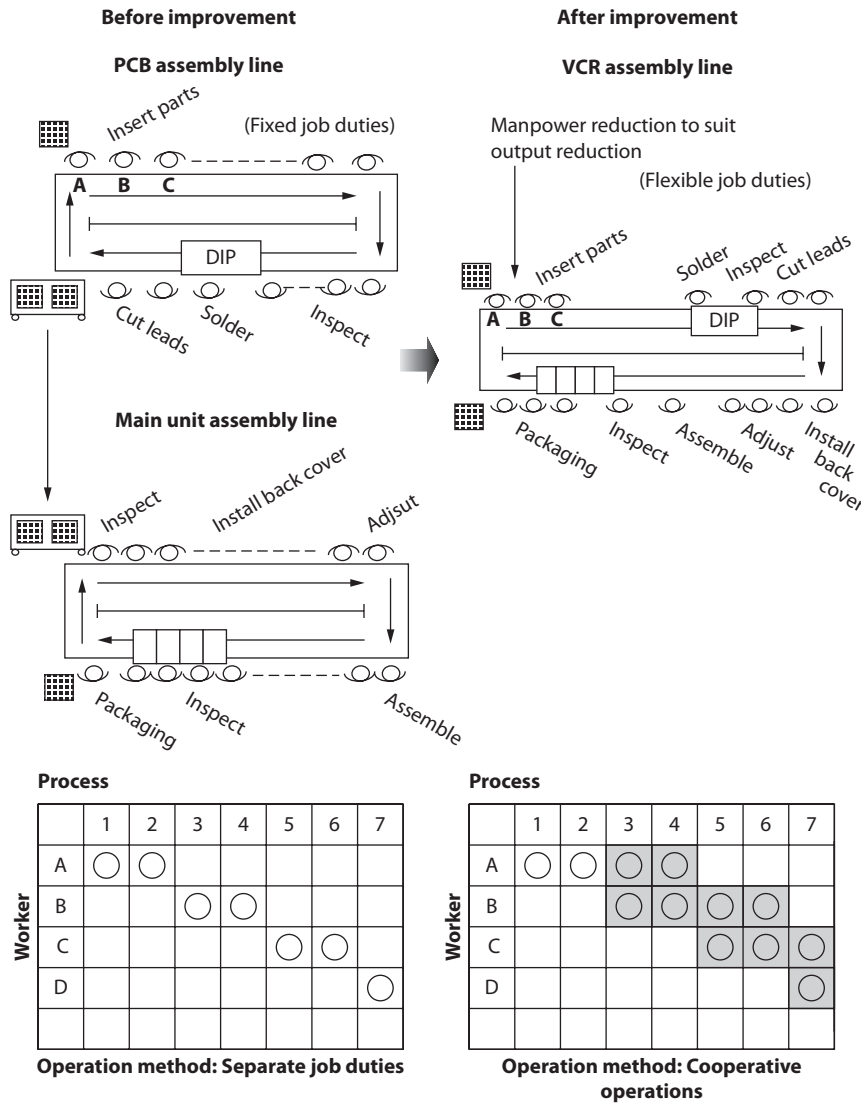 Before improvement
PCB assembly line
Insert parts
(Fixed job duties)
A B C
DIP
Cut leads
Solder
Inspect
Main unit assembly line
Inspect
Install back cover
Adjsut
Packaging
Inspect
Assemble
After improvement
VCR assembly line
Manpower reduction to suit
output reduction
(Flexible job duties)
Insert parts
Solder
Inspect
Cut leads
A B C
DIP
Packaging
Inspect
Assemble
Adjust
Install
back
cover
Process
1 2 3 4 5 6 7
Worker
A
B
C
D
Operation method: Separate job duties
Process
1 2 3 4 5 6 7
Worker
A
B
C
D
Operation method: Cooperative
operations